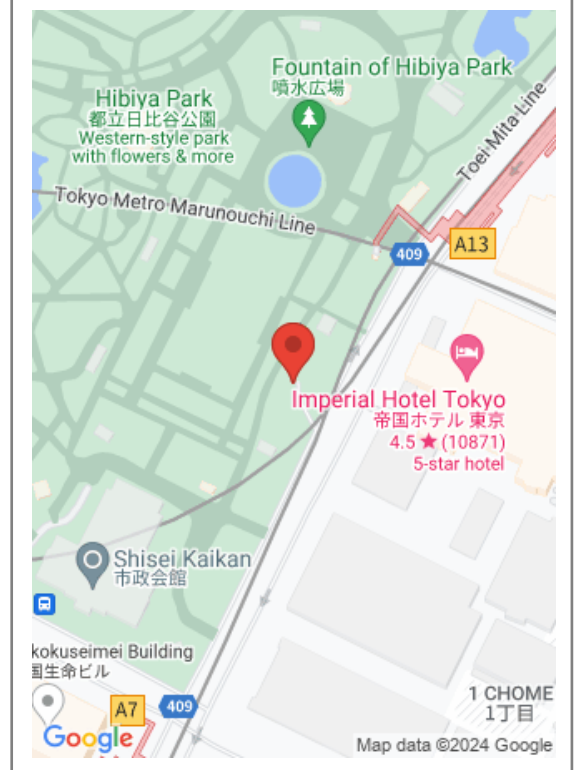 Fountain of Hibiya Park
噴水広場
Hibiya Park
都立日比谷公園
Western-style park
with flowers & more
Toei Mita Line
Tokyo Metro Marunouchi Line
A13
409
Imperial Hotel Tokyo
帝国ホテル 東京
4.5 ★ (10871)
5-star hotel
Shisei Kaikan
市政会館
kokuseimei Building
国生命ビル
1 CHOME
1丁目
A7
409
Google
Map data ©2024 Google